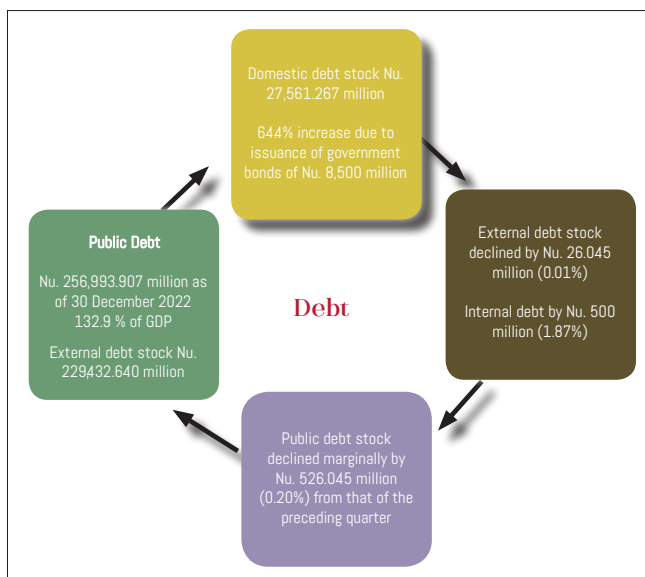 Domestic debt stock Nu.
27,561.267 million
64.4% increase due to
issuance of government
bonds of Nu. 8,500 million
Public Debt
Nu. 256,993.907 million as
of 30 December 2022
132.9 % of GDP
External debt stock Nu.
229,432.640 million
Debt
External debt stock
declined by Nu. 26.045
million (0.01%)
Internal debt by Nu. 500
million (1.87%)
Public debt stock
declined marginally by
Nu. 526.045 million
(0.20%) from that of the
preceding quarter